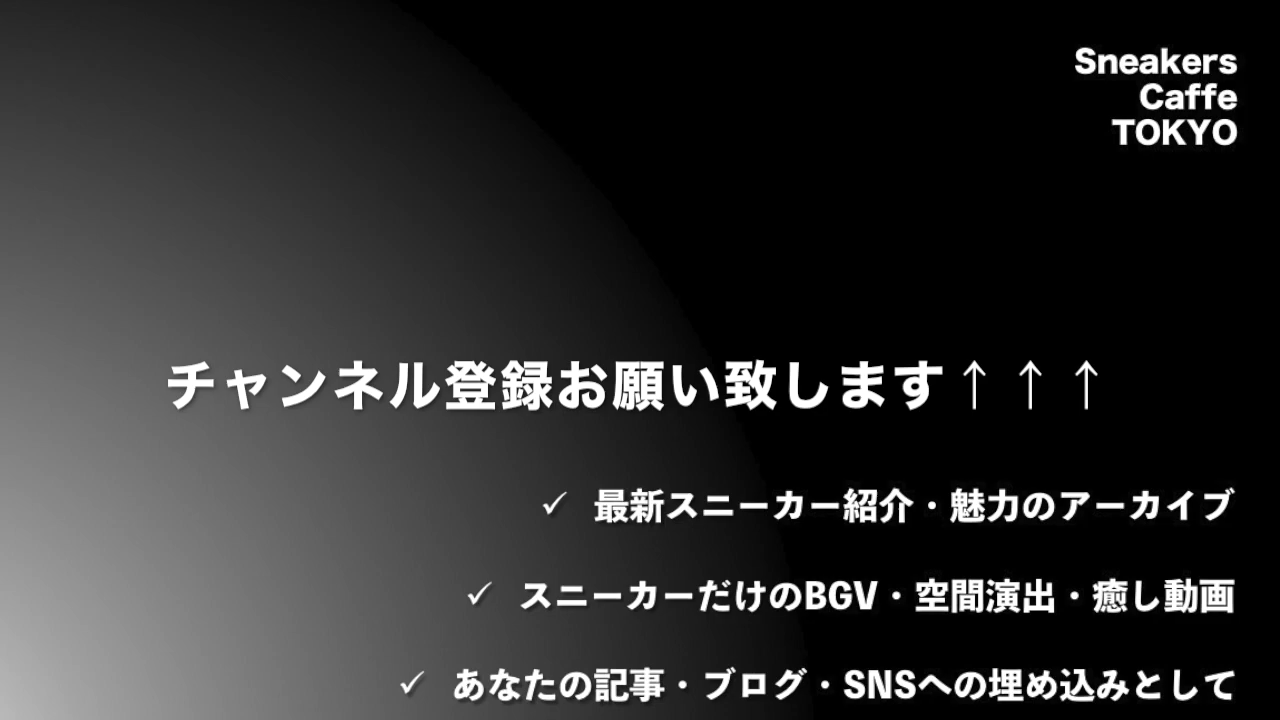 Sneakers
Caffe
TOKYO
チャンネル登録お願い致します↑↑↑
✓ 最新スニーカー紹介・魅力のアーカイブ
✓ スニーカーだけのBGV・空間演出・癒し動画
✓ あなたの記事・ブログ・SNSへの埋め込みとして